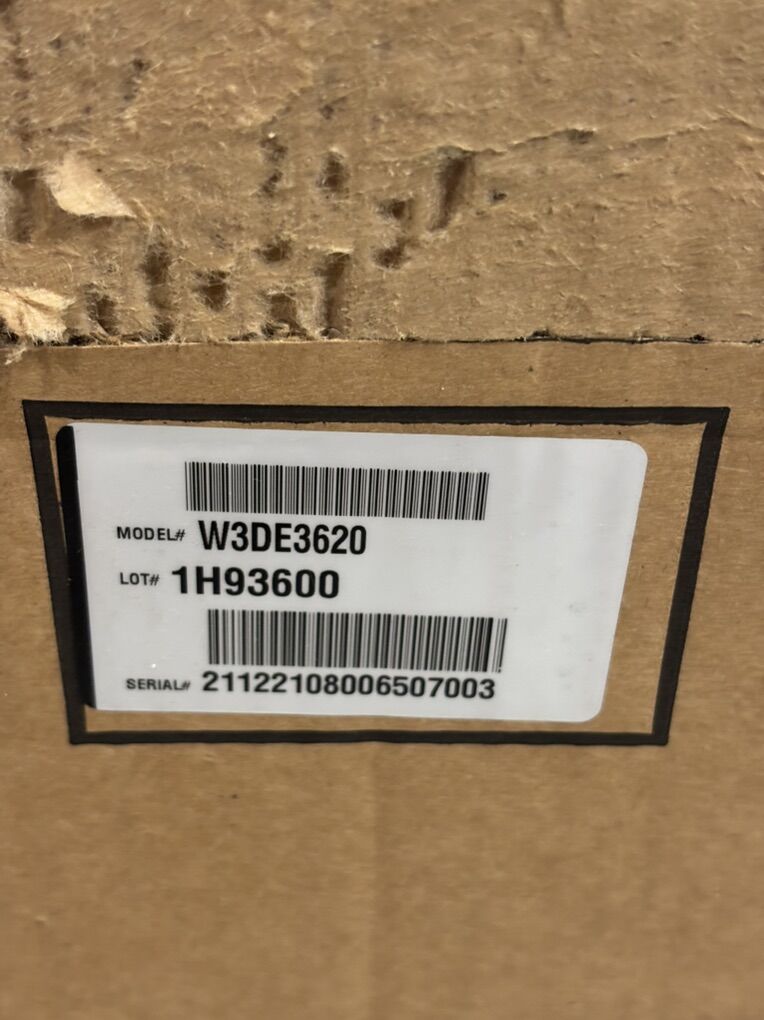 MODEL# W3DE3620
LOT# 1H93600
SERIAL# 21122108006507003